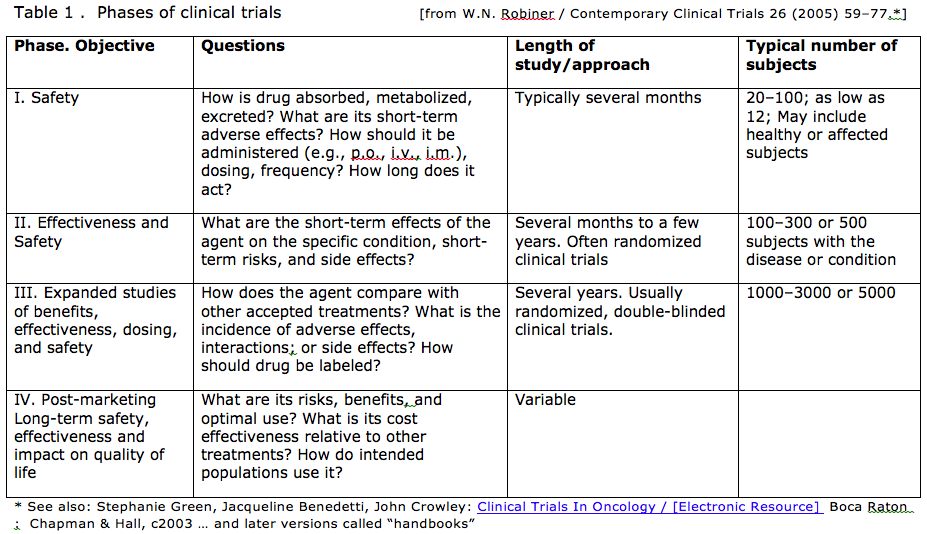 Table 1 .  Phases of clinical trials
[from W.N. Robiner / Contemporary Clinical Trials 26 (2005) 59–77.*]
Phase. Objective
Questions
Length of
study/approach
Typical number of
subjects
I. Safety
How is drug absorbed, metabolized,
excreted? What are its short-term
adverse effects? How should it be
administered (e.g., p.o., i.v., i.m.),
dosing, frequency? How long does it
act?
Typically several months
20–100; as low as
12; May include
healthy or affected
subjects
II. Effectiveness and
Safety
What are the short-term effects of the
agent on the specific condition, short-
term risks, and side effects?
Several months to a few
years. Often randomized
clinical trials
100–300 or 500
subjects with the
disease or condition
III. Expanded studies
of benefits,
effectiveness, dosing,
and safety
How does the agent compare with
other accepted treatments? What is the
incidence of adverse effects,
interactions; or side effects? How
should drug be labeled?
Several years. Usually
randomized, double-blinded
clinical trials.
1000–3000 or 5000
IV. Post-marketing
Long-term safety,
effectiveness and
impact on quality of
life
What are its risks, benefits, and
optimal use? What is its cost
effectiveness relative to other
treatments? How do intended
populations use it?
Variable
* See also: Stephanie Green, Jacqueline Benedetti, John Crowley: Clinical Trials In Oncology / [Electronic Resource]  Boca Raton
;  Chapman & Hall, c2003 … and later versions called “handbooks”